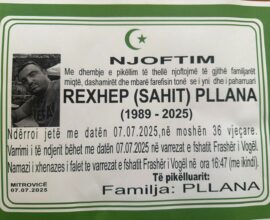 NJOFTIM
Me dhembje e pikëllim të thellë njoftojmë të gjithë familjarët
miqtë, dashamirët dhe mbarë farefisin tonë se i yni dhe i paharruari
REXHEP (SAHIT) PLLANA
(1989 - 2025)
Ndërroi jetë me datën 07.07.2025,në moshën 36 vjeçare.
Varrimi i të ndjerit bëhet me datën 07.07.2025 në varrezat e fshatit Frashër i Vogël.
Namazi i xhenazes i falet te varrezat e fshatit Frashër i Vogël në ora 16:47 (me ikindi).
MITROVICË
07.07.2025
Të pikëlluarit:
Familja: PLLANA